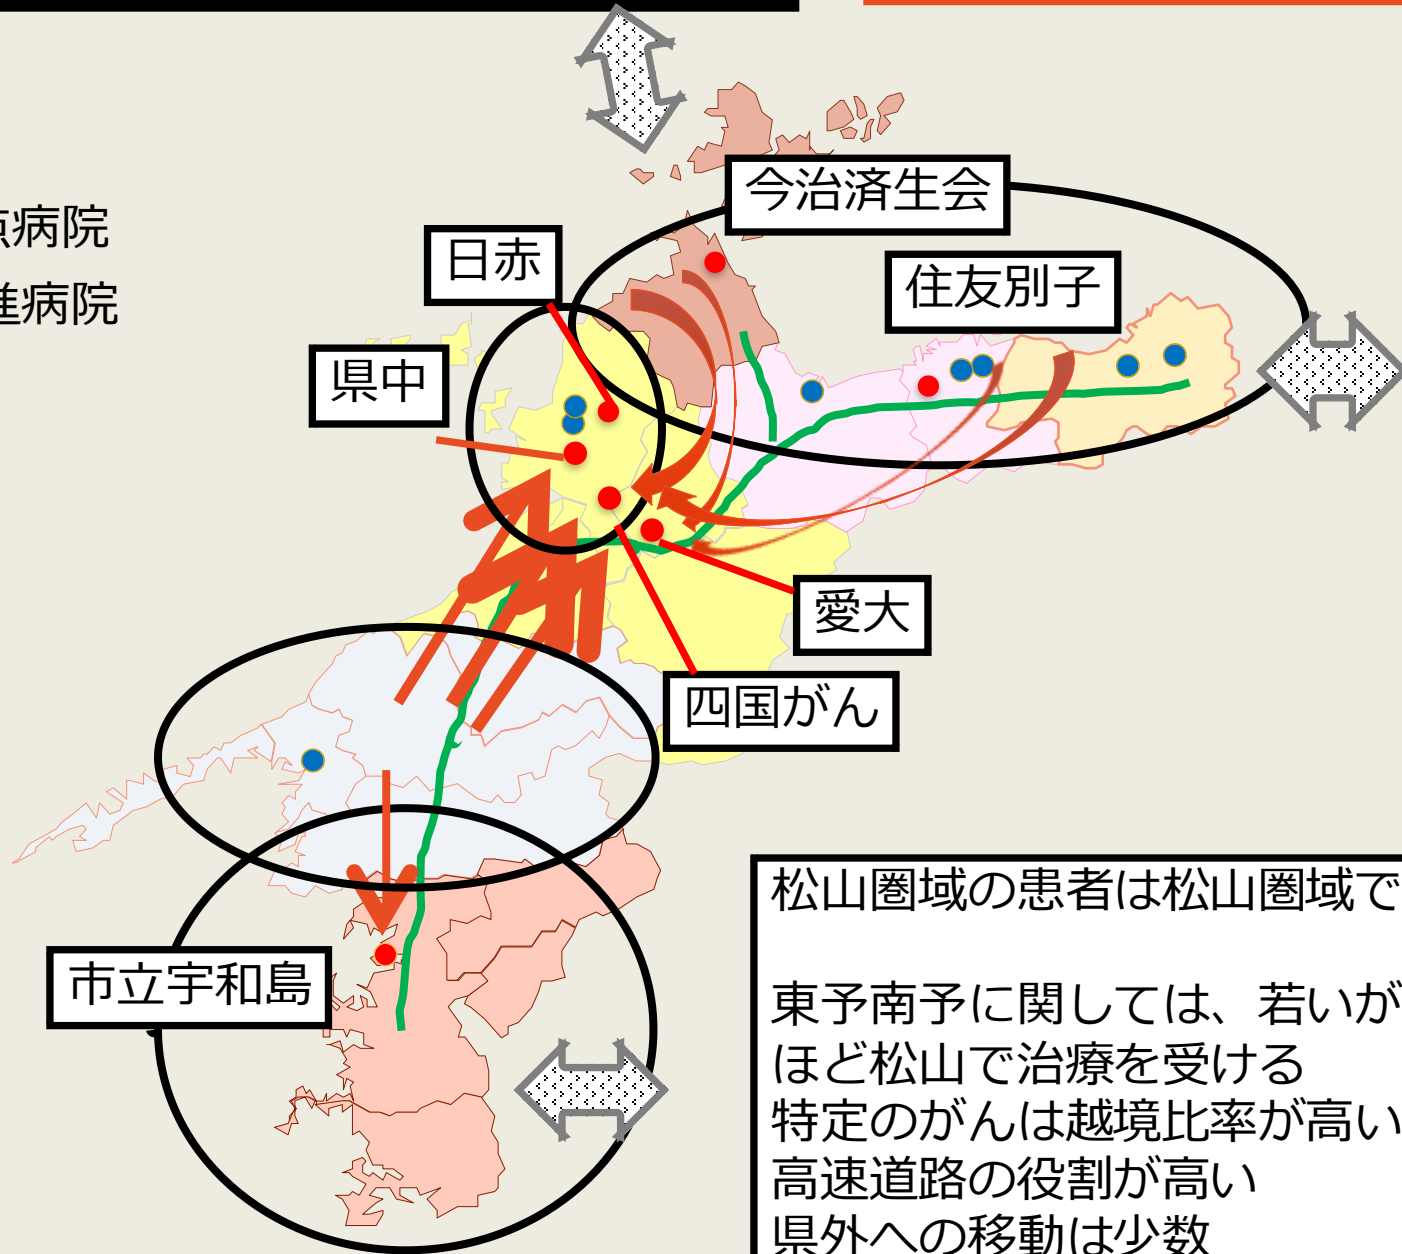 今治済生会
点病院
日赤
住友別子
進病院
県中
愛大
四国がん
市立宇和島
松山圏域の患者は松山圏域で
東予南予に関しては、若いが
ほど松山で治療を受ける
特定のがんは越境比率が高い
高速道路の役割が高い
県外への移動は少数